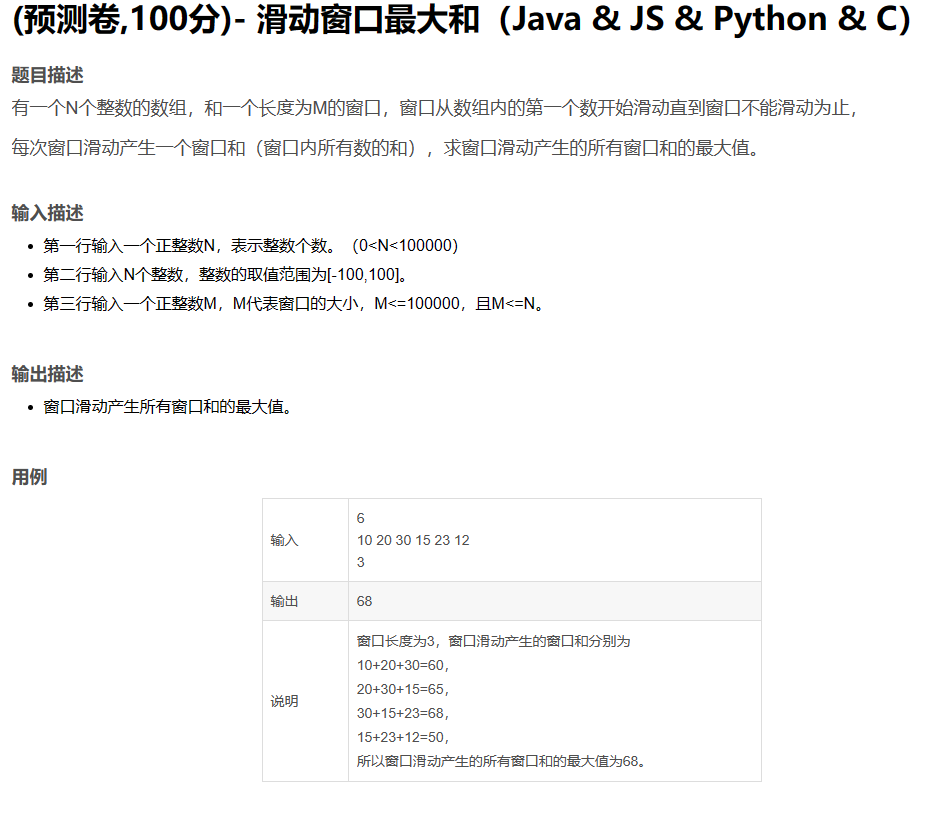 (预测卷,100分)- 滑动窗口最大和（Java & JS & Python & C）
题目描述
有一个N个整数的数组，和一个长度为M的窗口，窗口从数组内的第一个数开始滑动直到窗口不能滑动为止，
每次窗口滑动产生一个窗口和（窗口内所有数的和），求窗口滑动产生的所有窗口和的最大值。
输入描述
• 第一行输入一个正整数N，表示整数个数。（0<N<100000）
• 第二行输入N个整数，整数的取值范围为[-100,100]。
• 第三行输入一个正整数M，M代表窗口的大小，M<=100000，且M<=N。
输出描述
• 窗口滑动产生所有窗口和的最大值。
用例
输入
6
10 20 30 15 23 12
3
输出
68
说明
窗口长度为3，窗口滑动产生的窗口和分别为
10+20+30=60，
20+30+15=65，
30+15+23=68，
15+23+12=50，
所以窗口滑动产生的所有窗口和的最大值为68。